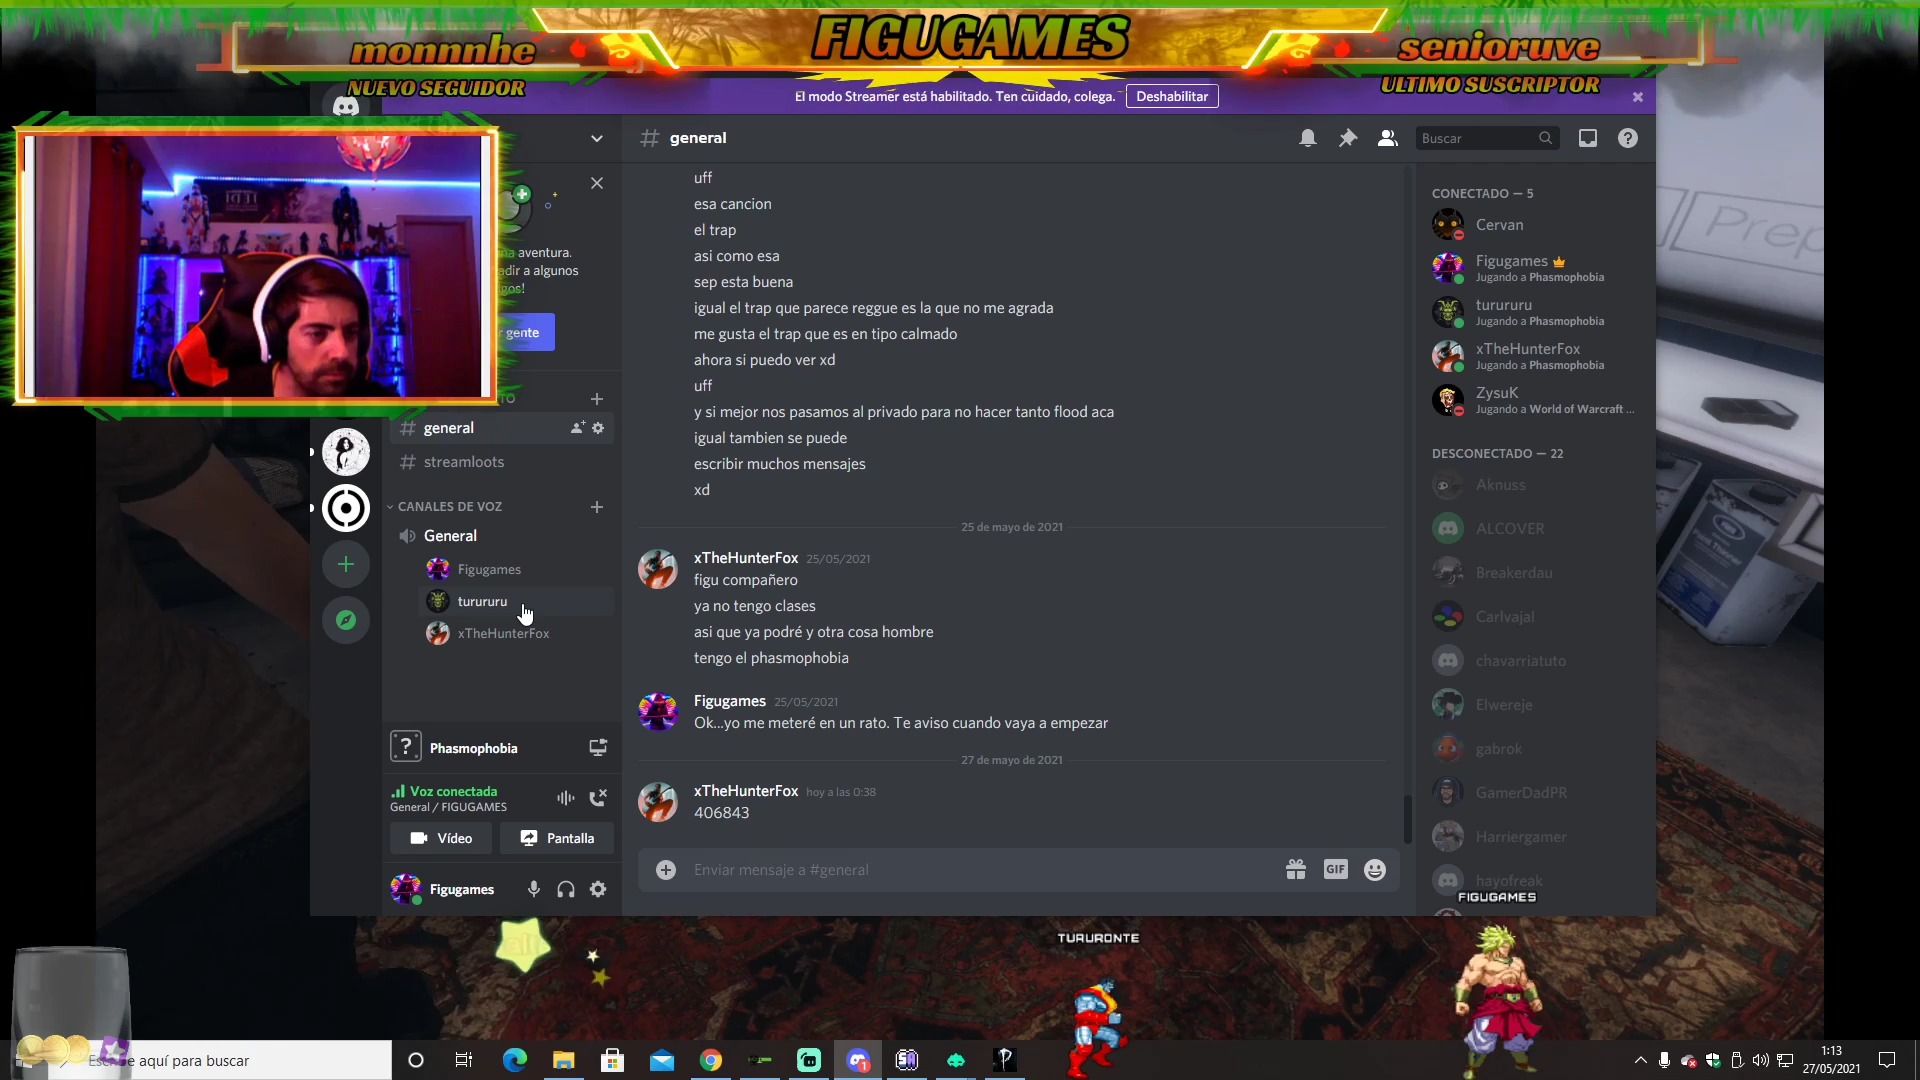 monnnhe
NUEVO SEGUIDOR
FIGUGAMES
senioruve
ULTIMO SUSCRIPTOR
El modo Streamer está habilitado. Ten cuidado, colega.
Deshabilitar
general
Buscar
aventura.
adir a algunos
gos!
gente
TO
general
streamloots
CANALES DE VOZ
General
Figugames
turururu
xTheHunterFox
Phasmophobia
Voz conectada
General / FIGUGAMES
Vídeo
Pantalla
Figugames
uff
esa cancion
el trap
asi como esa
sep esta buena
igual el trap que parece reggue es la que no me agrada
me gusta el trap que es en tipo calmado
ahora si puedo ver xd
uff
y si mejor nos pasamos al privado para no hacer tanto flood aca
igual tambien se puede
escribir muchos mensajes
xd
25 de mayo de 2021
xTheHunterFox 25/05/2021
figu compañero
ya no tengo clases
asi que ya podré y otra cosa hombre
tengo el phasmophobia
Figugames 25/05/2021
Ok...yo me meteré en un rato. Te aviso cuando vaya a empezar
27 de mayo de 2021
xTheHunterFox hoy a las 0:38
406843
Enviar mensaje a #general
GIF
CONECTADO — 5
Cervan
Figugames
Jugando a Phasmophobia
turururu
Jugando a Phasmophobia
xTheHunterFox
Jugando a Phasmophobia
ZysuK
Jugando a World of Warcraft ...
DESCONECTADO — 22
Aknuss
ALCOVER
Breakerdau
Carlvajal
chavarriatuto
Elwereje
gabrok
GamerDadPR
Harriergamer
hayofreak
FIGUGAMES
TURURONTE
Prep
aquí para buscar
1:13
27/05/2021